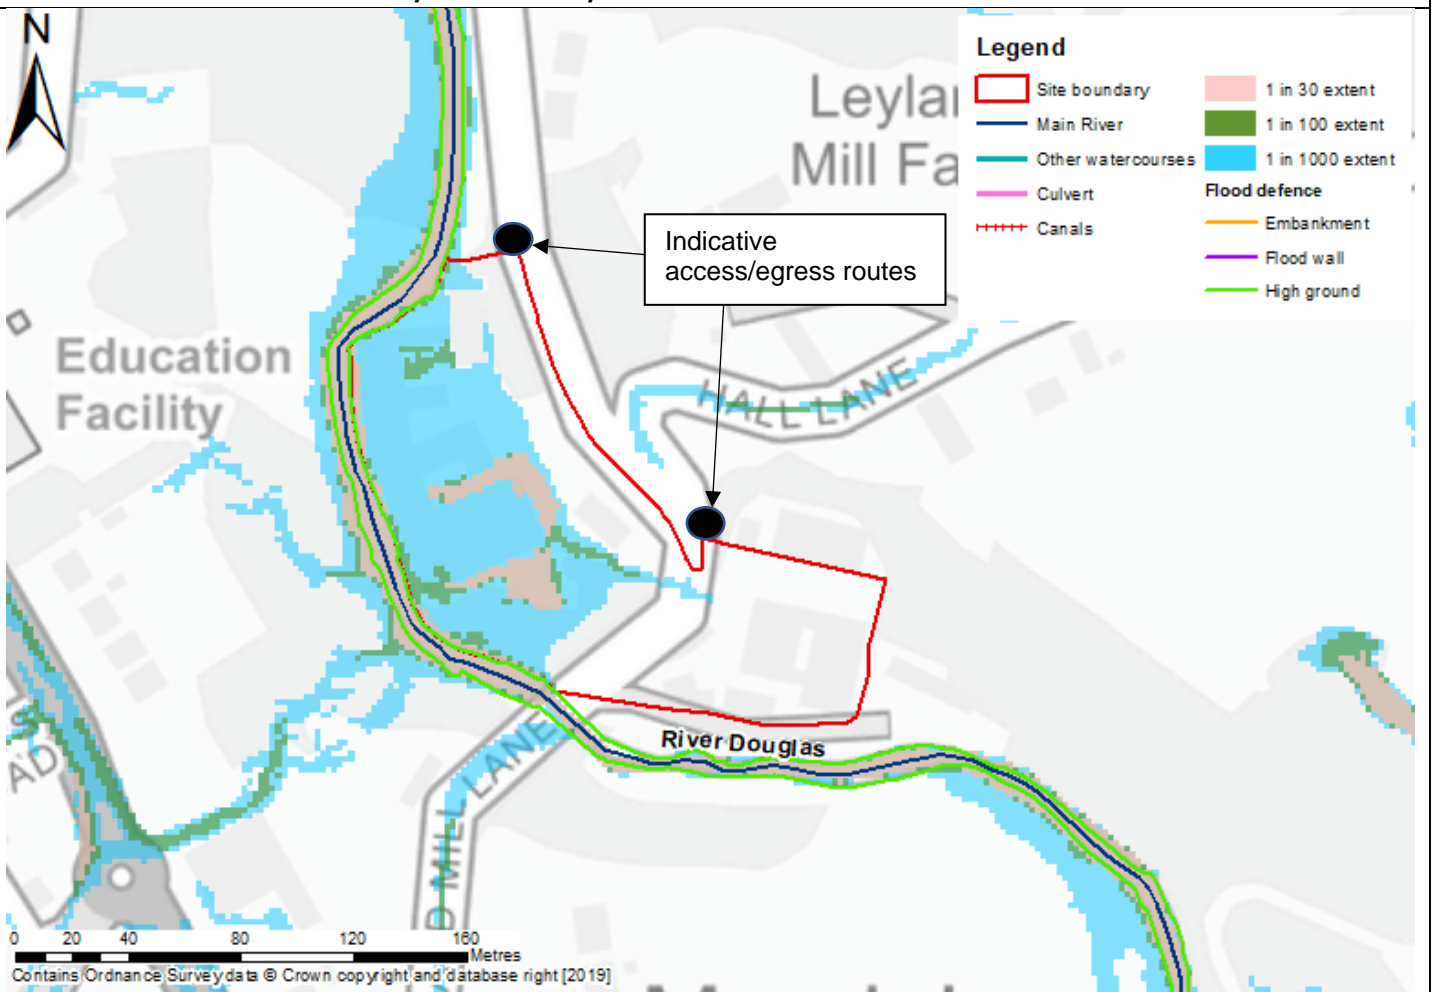 N
Legend
Site boundary
Main River
Other watercourses
Culvert
Canals
1 in 30 extent
1 in 100 extent
1 in 1000 extent
Flood defence
Embankment
Flood wall
High ground
Leylan
Mill Fa
Indicative
access/egress routes
Education
Facility
HALL LANE
River Douglas
D MILL LANE
S
AD
0 20 40 80 120 160
Metres
Contains Ordnance Survey data © Crown copyright and database right [2019]